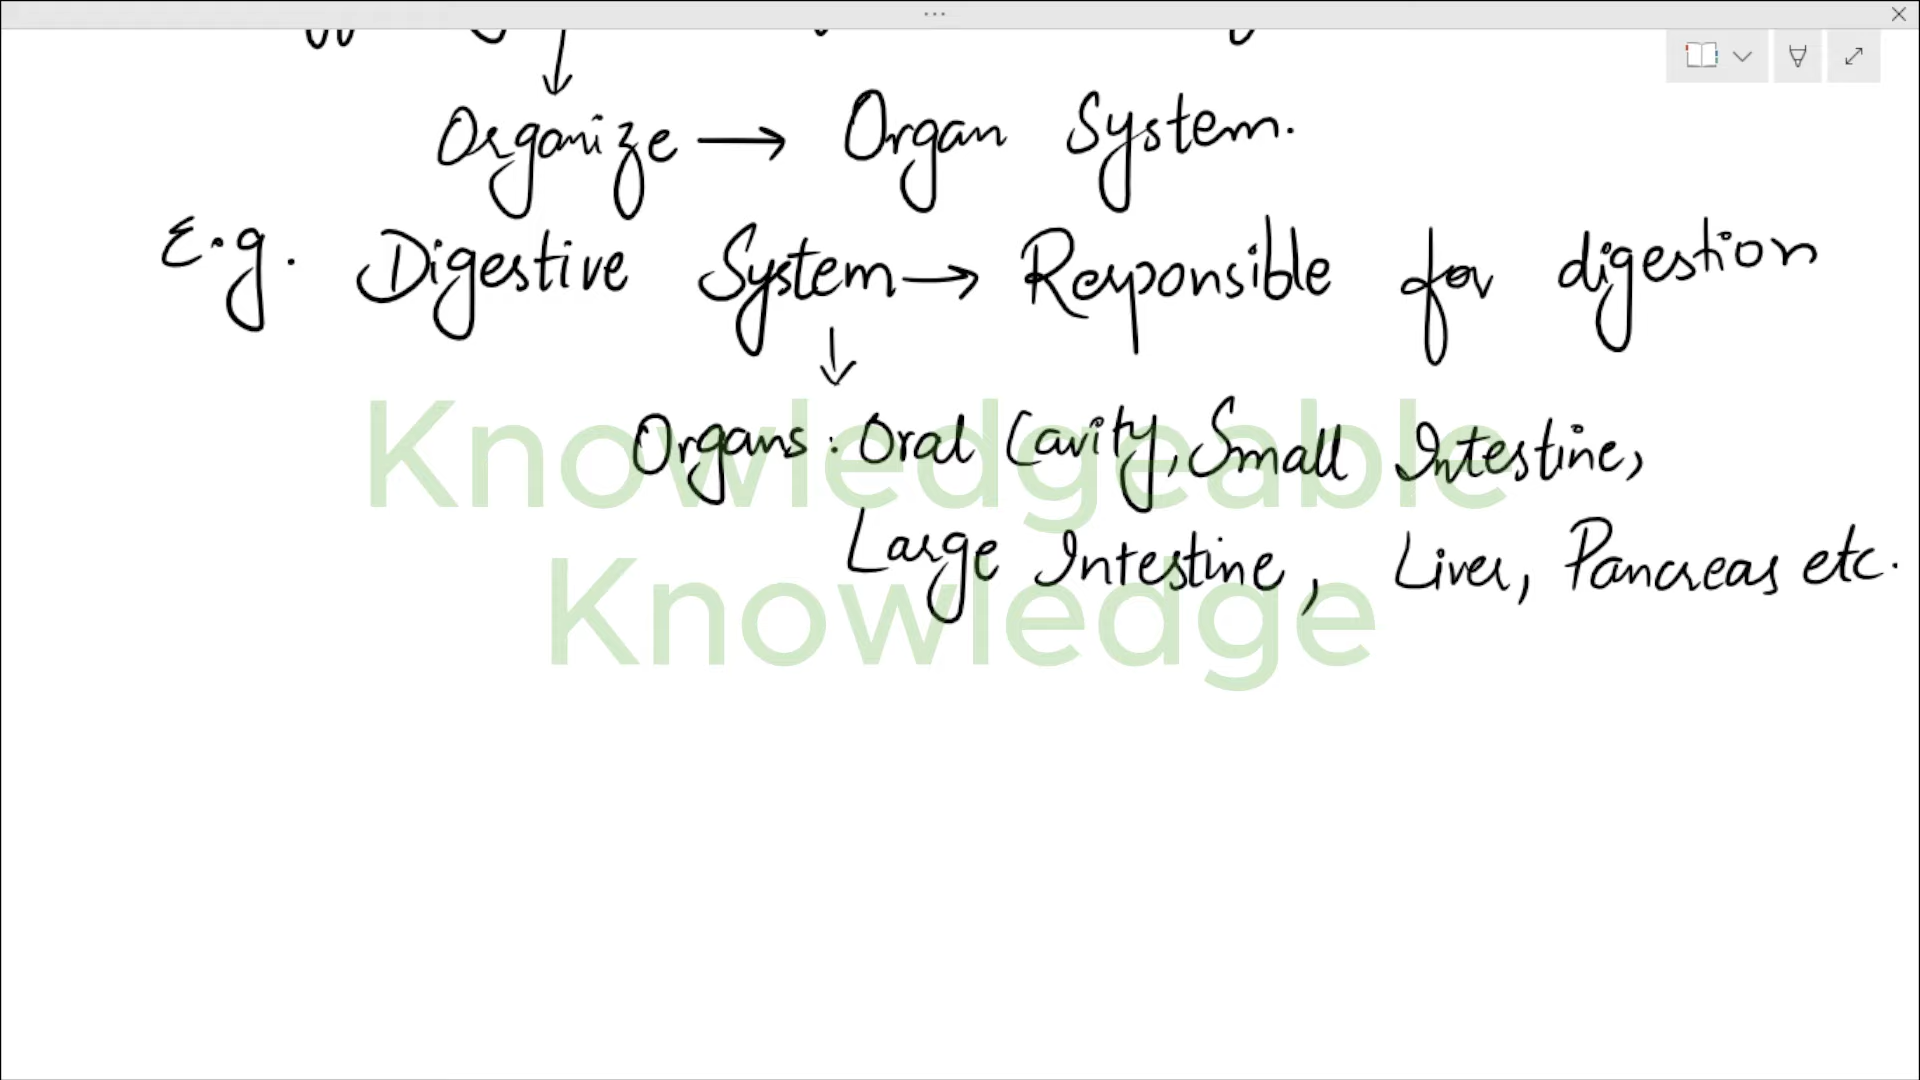 Organize → Organ System.
E.g. Digestive System → Responsible for digestion
Organs : Oral Cavity, Small Intestine,
Large Intestine, Liver, Pancreas etc.
Knowledgeable
Knowledge